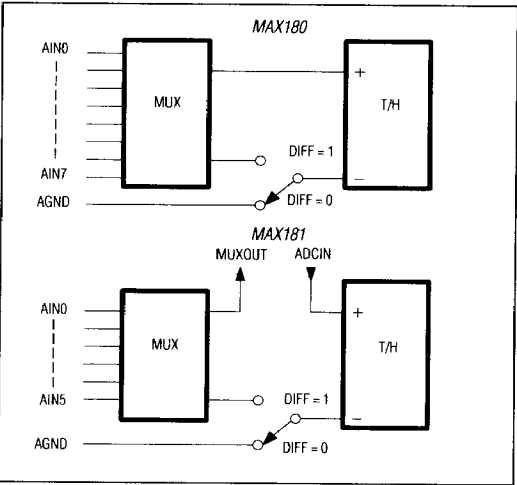 MAX180
AIN0
MUX
+
T/H
DIFF = 1
−
AIN7
DIFF = 0
AGND
MAX181
MUXOUT ADCIN
AIN0
+
MUX
T/H
AIN5
DIFF = 1
−
AGND
DIFF = 0